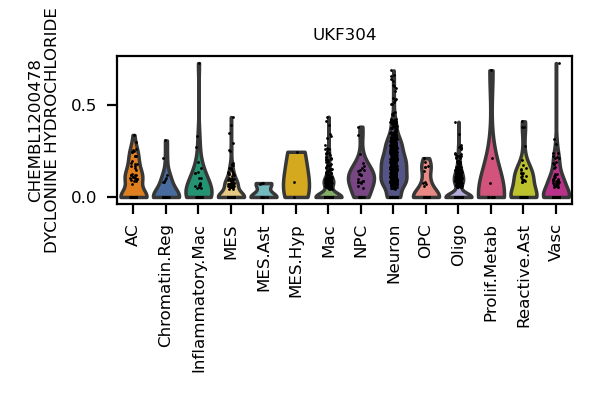 UKF304
CHEMBL1200478
DYCLONINE HYDROCHLORIDE
0.5
0.0
AC
Chromatin.Reg
Inflammatory.Mac
MES
MES.Ast
MES.Hyp
Mac
NPC
Neuron
OPC
Oligo
Prolif.Metab
Reactive.Ast
Vasc